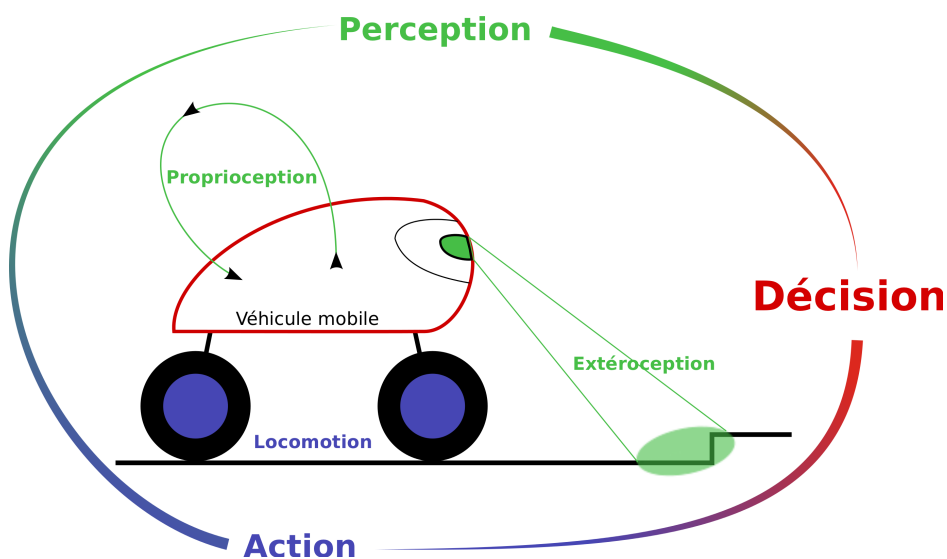 Perception
Proprioception
Décision
Véhicule mobile
Extéroception
Locomotion
Action